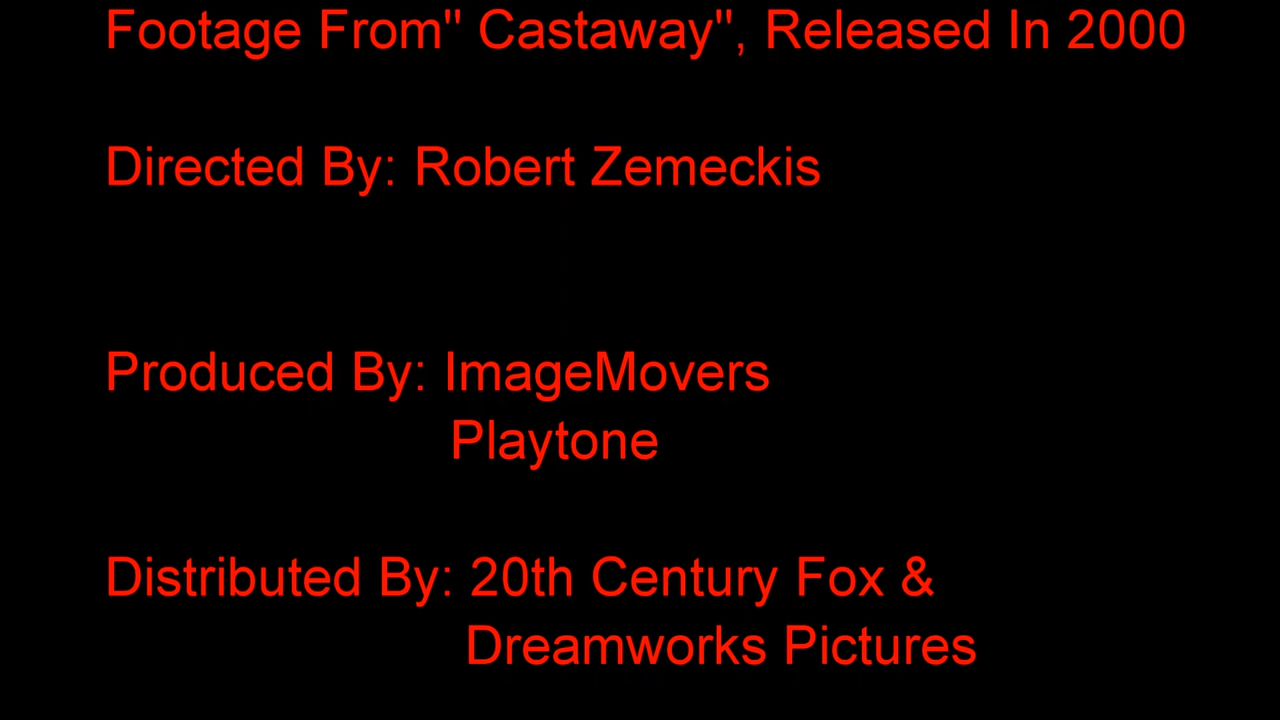 Footage From" Castaway", Released In 2000
Directed By: Robert Zemeckis
Produced By: ImageMovers
Playtone
Distributed By: 20th Century Fox &
Dreamworks Pictures